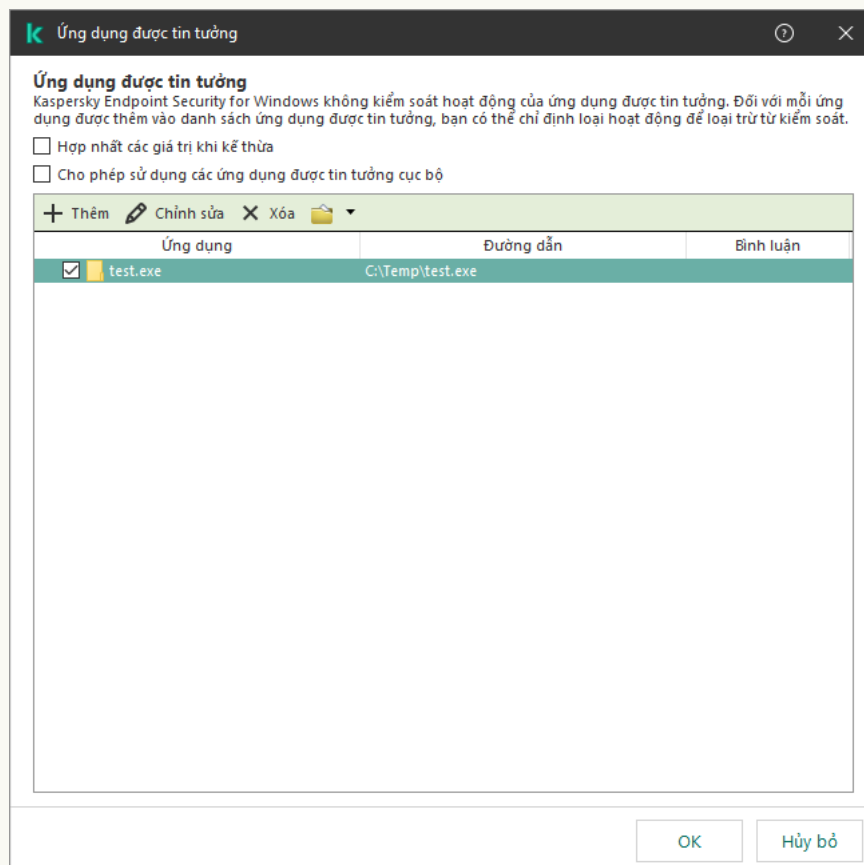 Ứng dụng được tin tưởng
Ứng dụng được tin tưởng
Kaspersky Endpoint Security for Windows không kiểm soát hoạt động của ứng dụng được tin tưởng. Đối với mỗi ứng
dụng được thêm vào danh sách ứng dụng được tin tưởng, bạn có thể chỉ định loại hoạt động để loại trừ từ kiểm soát.
Hợp nhất các giá trị khi kế thừa
Cho phép sử dụng các ứng dụng được tin tưởng cục bộ
Thêm Chỉnh sửa Xóa
Ứng dụng Đường dẫn Bình luận
test.exe C:\Temp\test.exe
OK Hủy bỏ